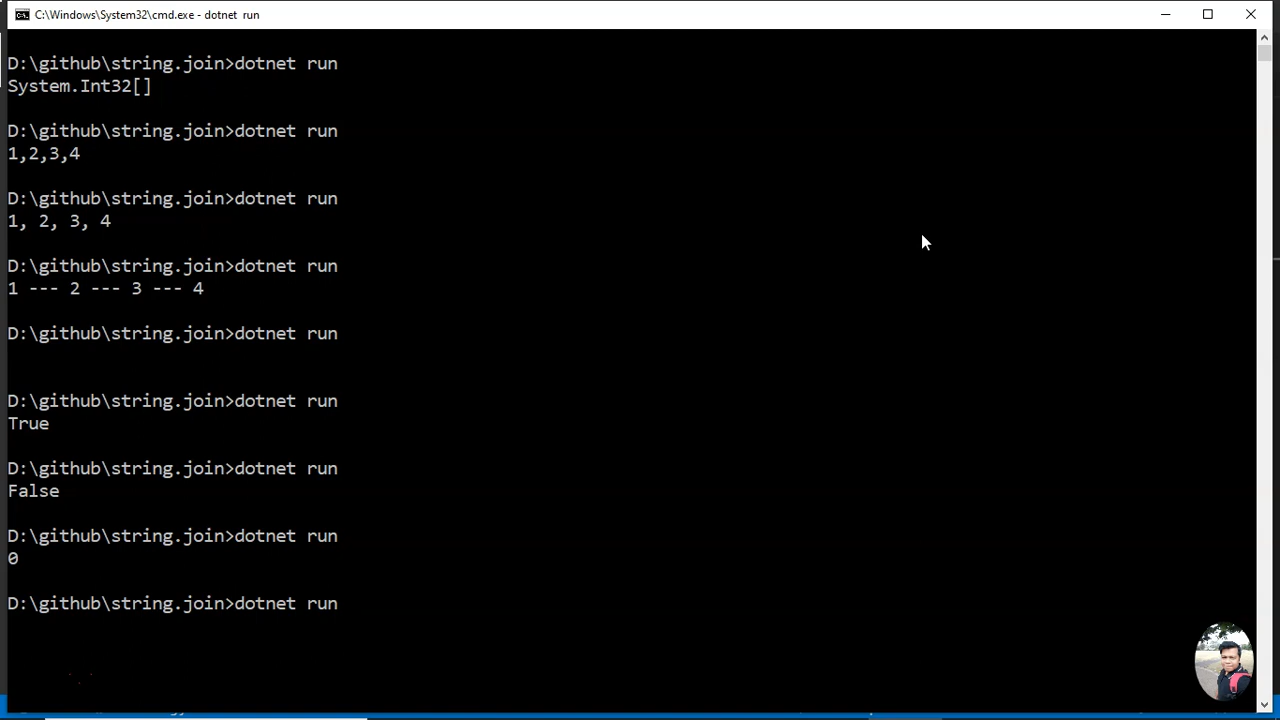 C:\Windows\System32\cmd.exe - dotnet  run
D:\github\string.join>dotnet run
System.Int32[]
D:\github\string.join>dotnet run
1,2,3,4
D:\github\string.join>dotnet run
1, 2, 3, 4
D:\github\string.join>dotnet run
1 --- 2 --- 3 --- 4
D:\github\string.join>dotnet run
D:\github\string.join>dotnet run
True
D:\github\string.join>dotnet run
False
D:\github\string.join>dotnet run
0
D:\github\string.join>dotnet run